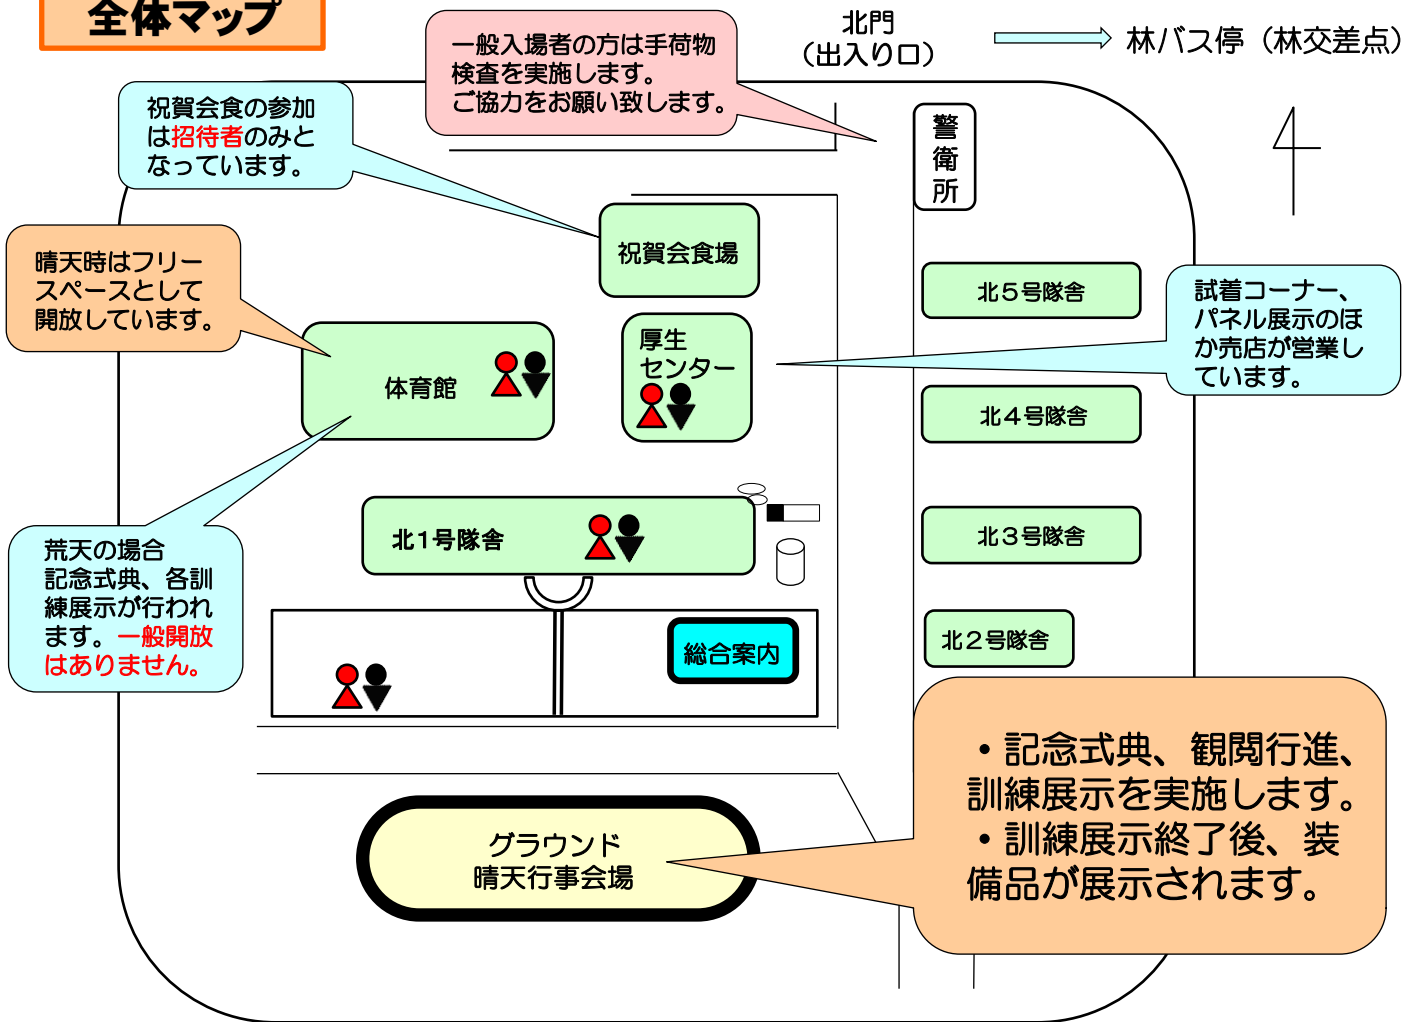 全体マップ
一般入場者の方は手荷物
検査を実施します。
ご協力をお願い致します。
北門
（出入り口）
林バス停（林交差点）
祝賀会食の参加
は招待者のみと
なっています。
警
衛
所
祝賀会食場
晴天時はフリー
スペースとして
開放しています。
北５号隊舎
試着コーナー、
パネル展示のほ
か売店が営業し
ています。
厚生
センター
体育館
北４号隊舎
北1号隊舎
北３号隊舎
荒天の場合
記念式典、各訓
練展示が行われ
ます。一般開放
はありません。
総合案内
北２号隊舎
・記念式典、観閲行進、
訓練展示を実施します。
・訓練展示終了後、装
備品が展示されます。
グラウンド
晴天行事会場